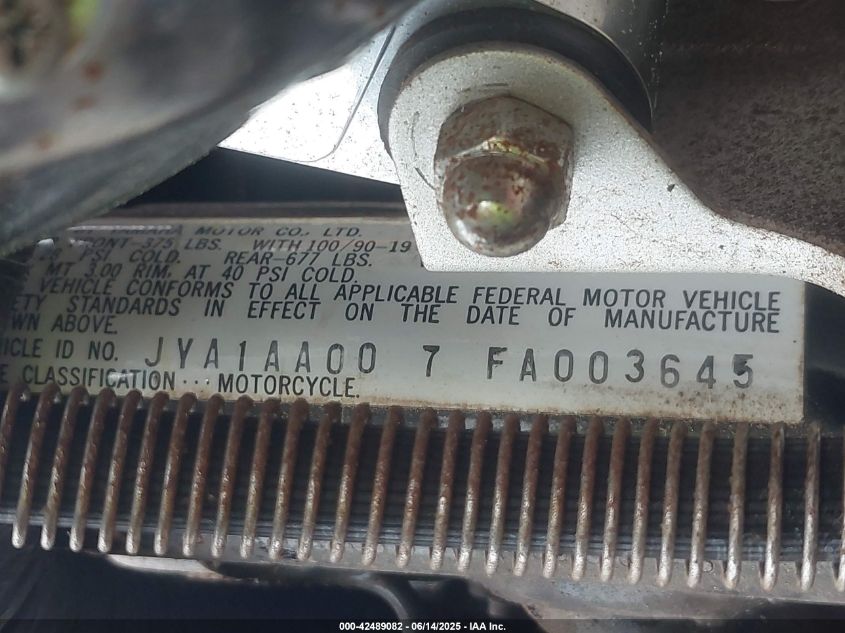 MOTOR CO., LTD.
FRONT-375 LBS. WITH 100/90-19
28 PSI COLD. REAR-677 LBS.
MT 3.00 RIM, AT 40 PSI COLD.
VEHICLE CONFORMS TO ALL APPLICABLE FEDERAL MOTOR VEHICLE
ETY STANDARDS IN EFFECT ON THE DATE OF MANUFACTURE
WN ABOVE.
ICLE ID NO. JYA1AA00 7 FA003645
E CLASSIFICATION··· MOTORCYCLE.
000-42489082 - 06/14/2025 - IAA Inc.